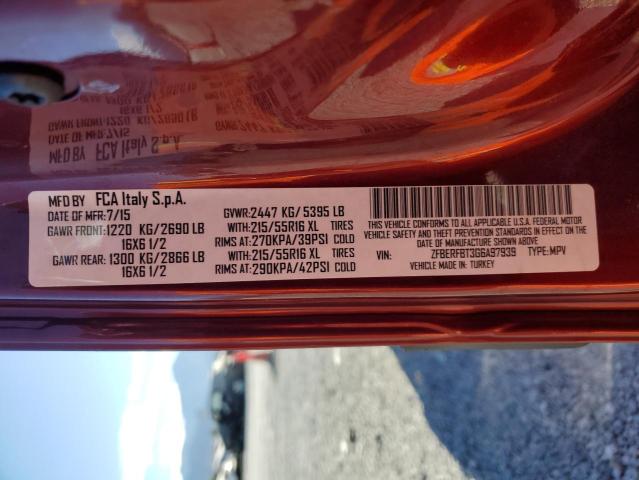 MFD BY FCA Italy S.p.A.
DATE OF MFR: 7/15
GVWR: 2447 KG/ 5395 LB
GAWR FRONT: 1220 KG/2690 LB
WITH 215/55R16 XL TIRES
16X6 1/2
RIMS AT: 270KPA/39PSI COLD
GAWR REAR: 1300 KG/2866 LB
WITH 215/55R16 XL TIRES
16X6 1/2
RIMS AT: 290KPA/42PSI COLD
THIS VEHICLE CONFORMS TO ALL APPLICABLE U.S.A. FEDERAL MOTOR
VEHICLE SAFETY AND THEFT PREVENTION STANDARDS IN EFFECT
ON THE DATE OF MANUFACTURE SHOWN ABOVE.
VIN: ZFBERFBT3G6A97939 TYPE: MPV
VEHICLE MADE IN: TURKEY